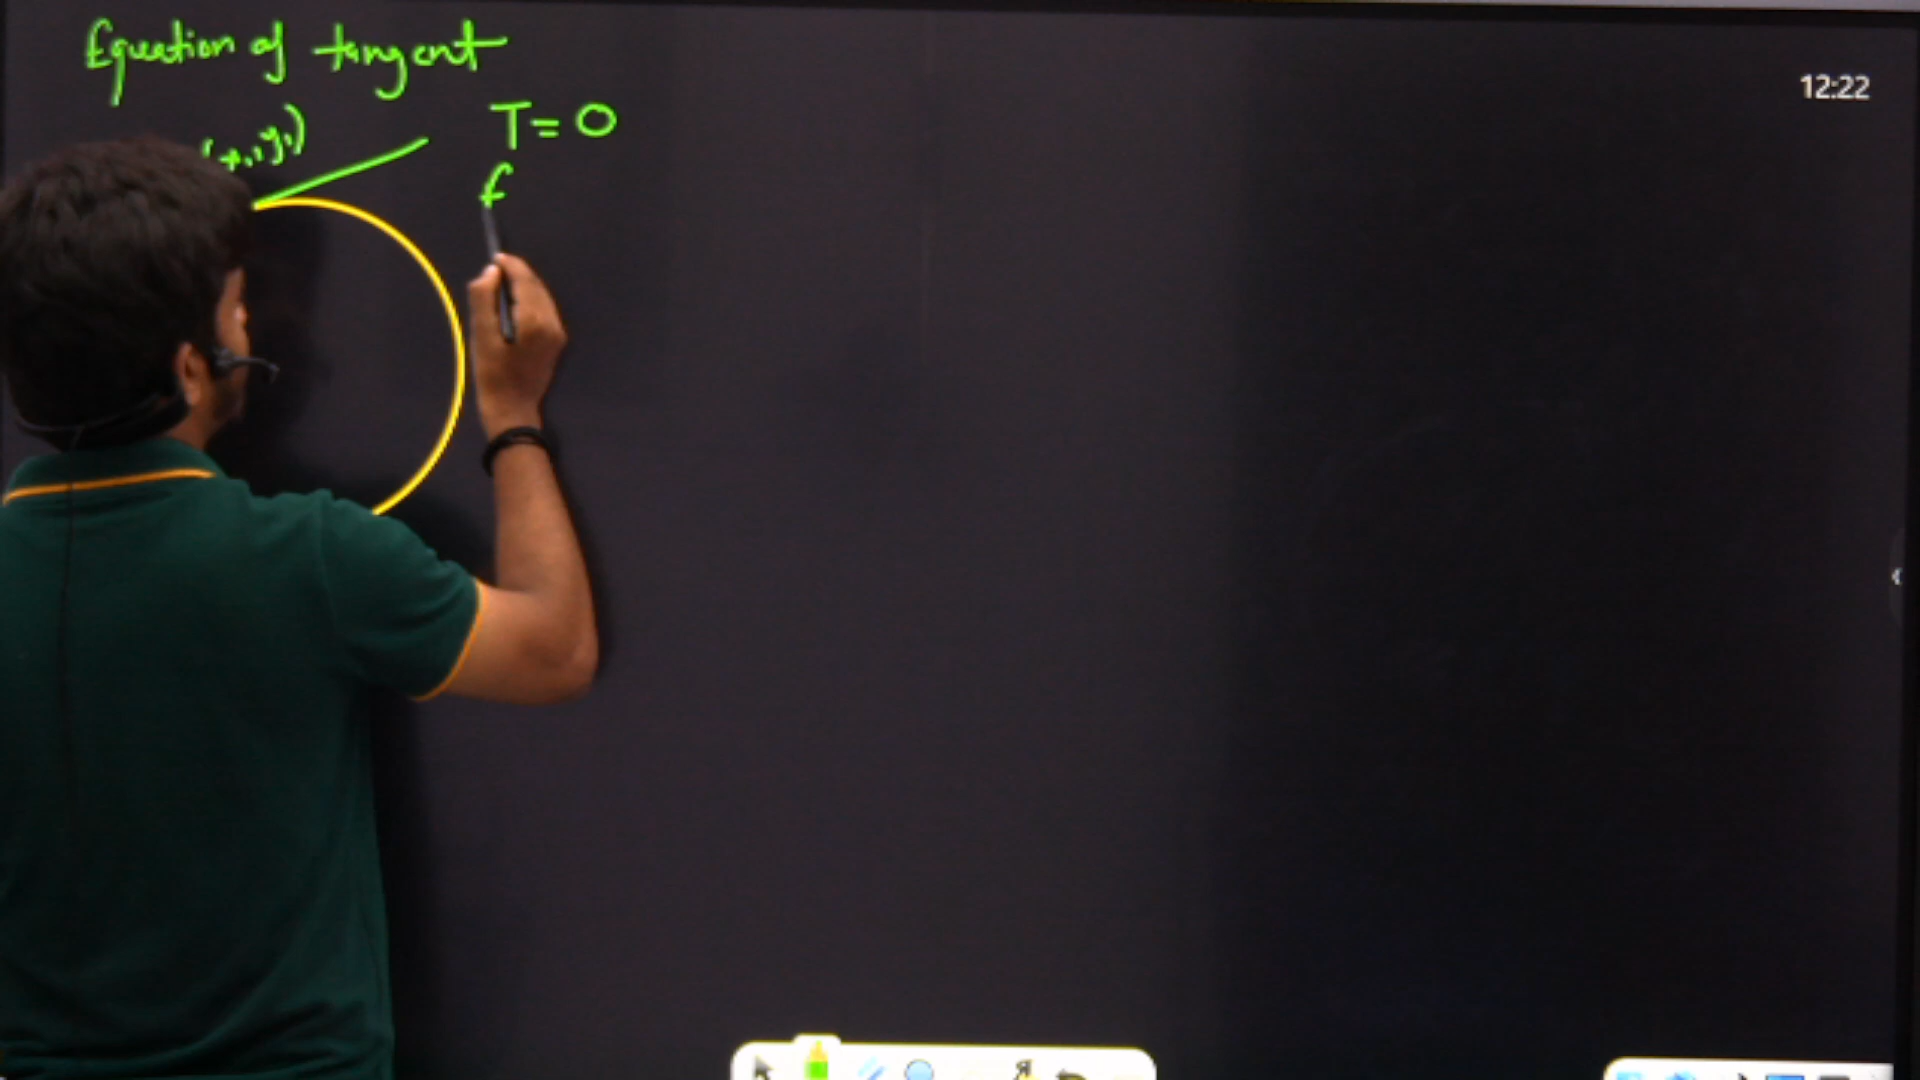 Equation of tangent
12:22
T = 0
(x₁, y₁)
f